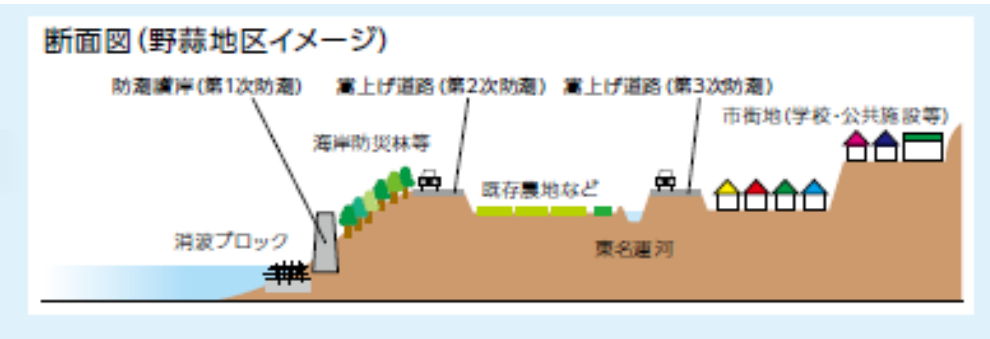 断面図(野蒜地区イメージ)
防潮護岸(第1次防潮)
嵩上げ道路(第2次防潮)
嵩上げ道路(第3次防潮)
市街地(学校・公共施設等)
海岸防災林等
既存農地など
消波ブロック
東名運河